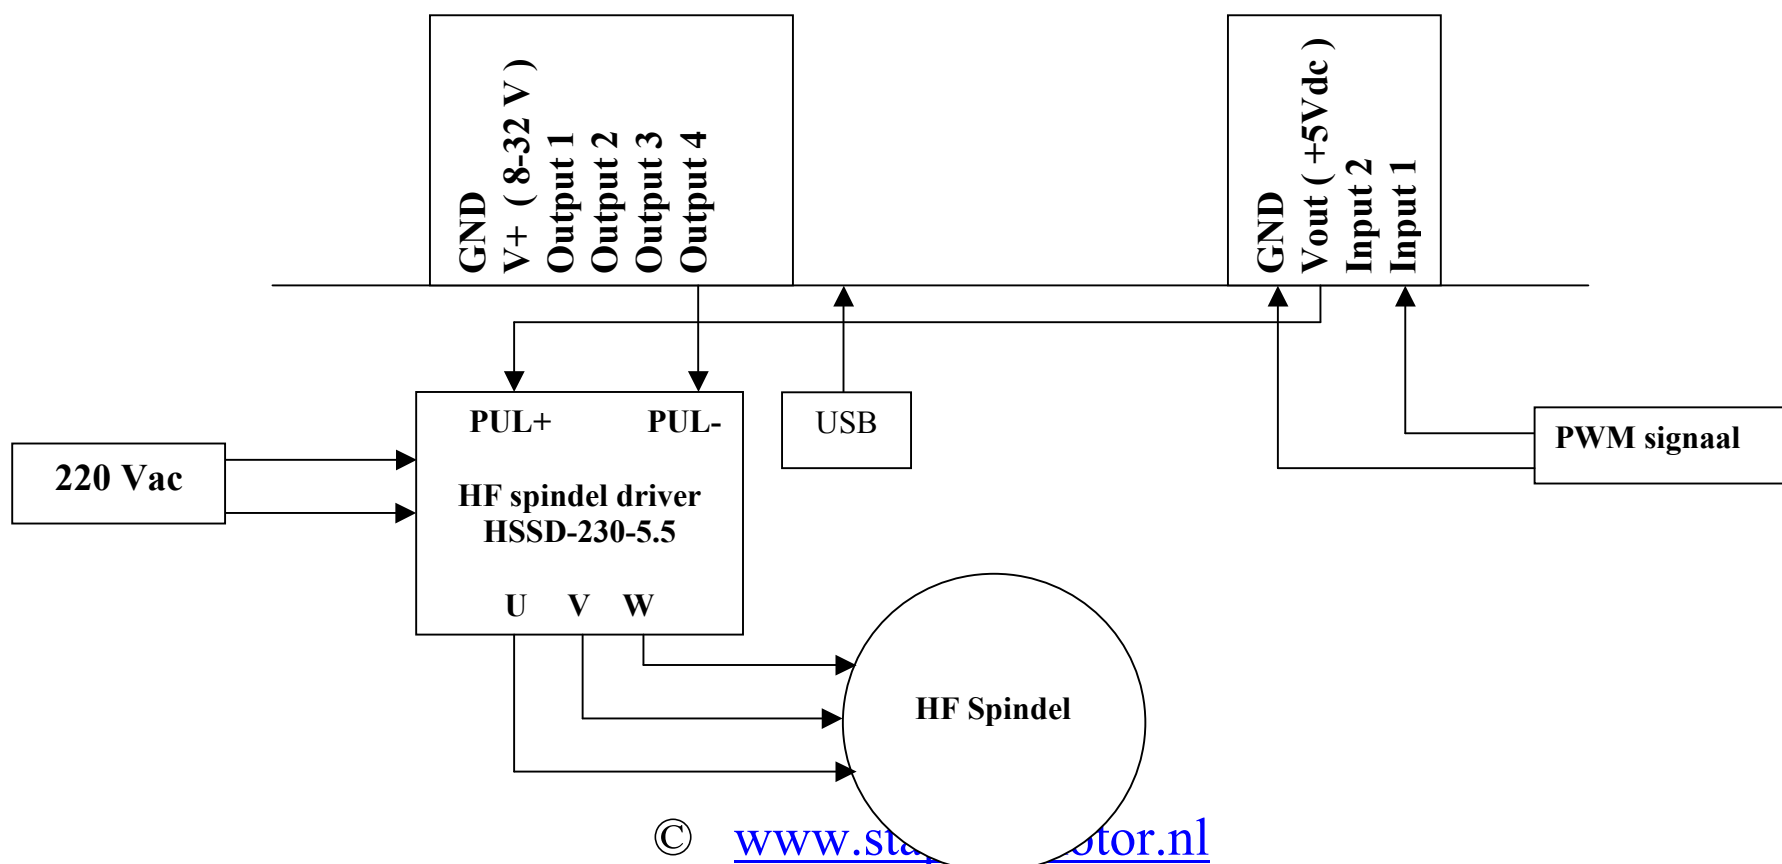 GND
V+ ( 8-32 V )
Output 1
Output 2
Output 3
Output 4
GND
Vout ( +5Vdc )
Input 2
Input 1
PUL+ PUL-
USB
PWM signaal
220 Vac
HF spindel driver
HSSD-230-5.5
U V W
HF Spindel
©